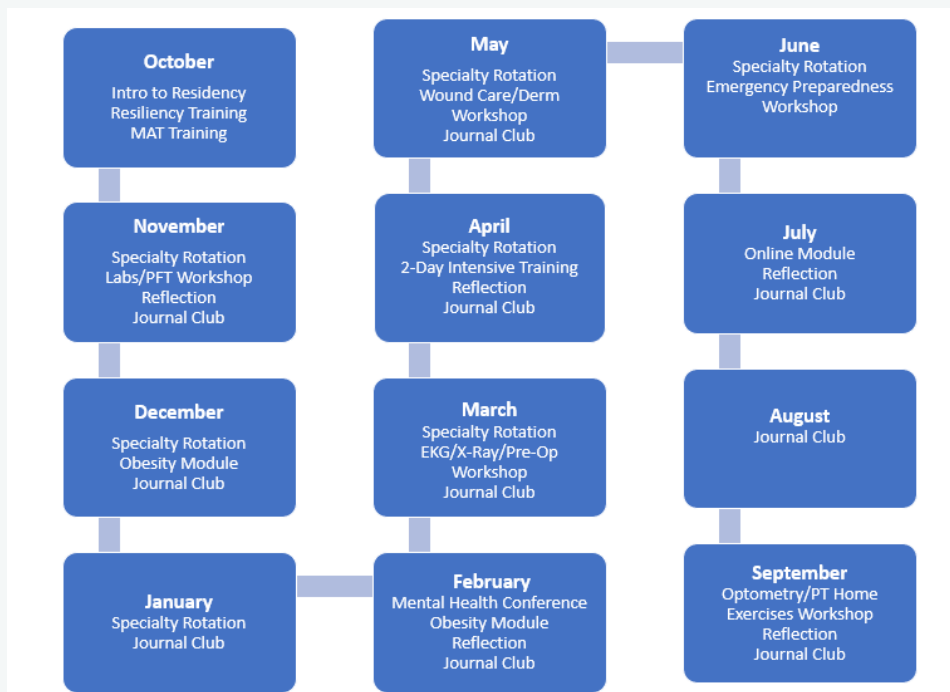 October
Intro to Residency
Resiliency Training
MAT Training
November
Specialty Rotation
Labs/PFT Workshop
Reflection
Journal Club
December
Specialty Rotation
Obesity Module
Journal Club
January
Specialty Rotation
Journal Club
February
Mental Health Conference
Obesity Module
Reflection
Journal Club
March
Specialty Rotation
EKG/X-Ray/Pre-Op
Workshop
Journal Club
April
Specialty Rotation
2-Day Intensive Training
Reflection
Journal Club
May
Specialty Rotation
Wound Care/Derm
Workshop
Journal Club
June
Specialty Rotation
Emergency Preparedness
Workshop
July
Online Module
Reflection
Journal Club
August
Journal Club
September
Optometry/PT Home
Exercises Workshop
Reflection
Journal Club